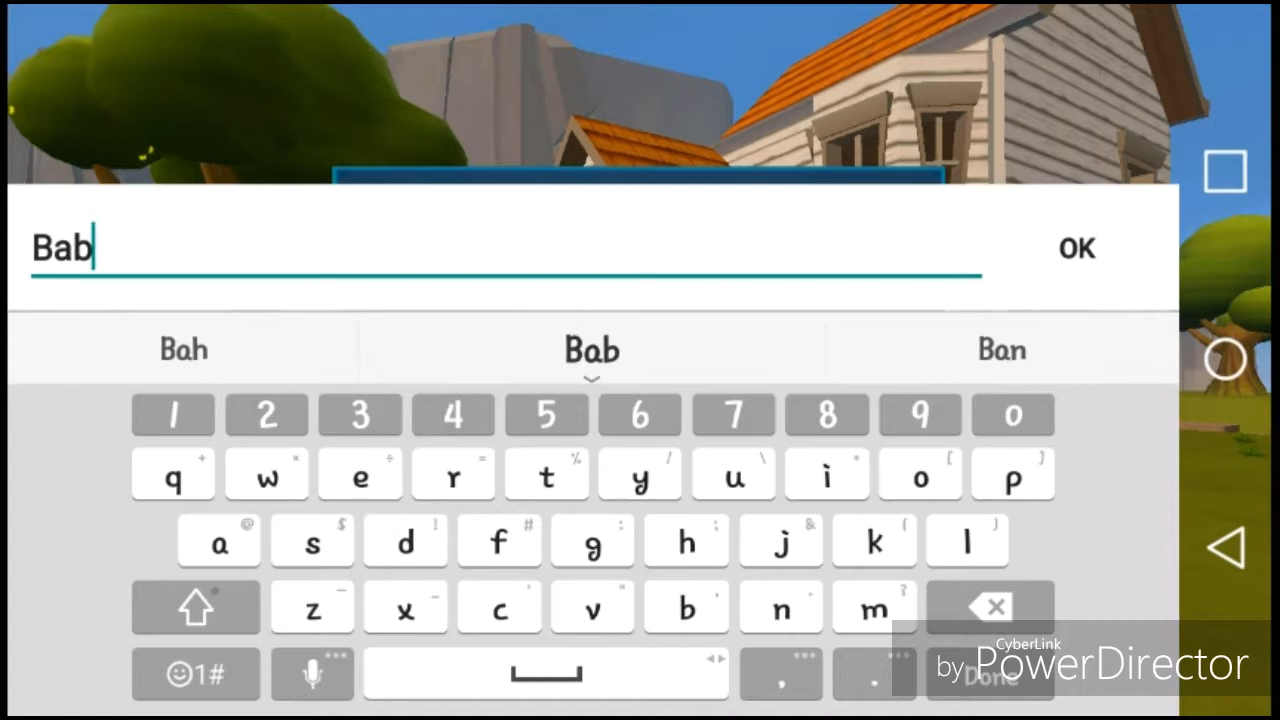 Bab
OK
Bah Bab Ban
1 2 3 4 5 6 7 8 9 0
+ × ÷ = % / \ * [ ]
q w e r t y u i o p
@ $ ! # : ; & ( )
a s d f g h j k l
z x c v b n m
?
1#
, . Done
CyberLink
by PowerDirector